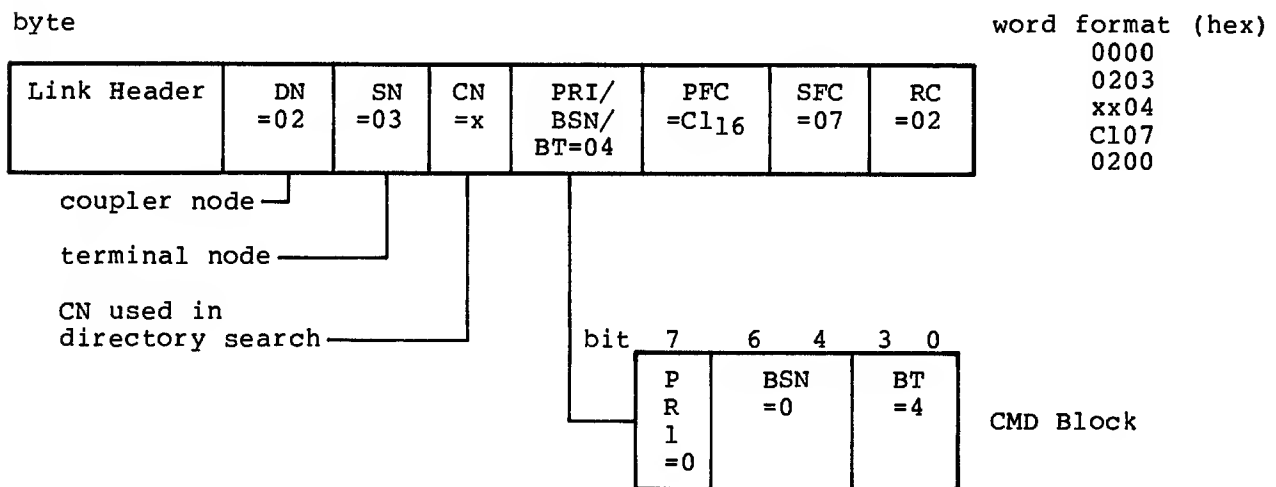 byte
word format (hex)
0000
0203
xx04
C107
0200
Link Header
DN
=02
SN
=03
CN
=x
PRI/
BSN/
BT=04
PFC
=C1₁₆
SFC
=07
RC
=02
coupler node
terminal node
CN used in
directory search
bit 7 6 4 3 0
P
R
1
=0
BSN
=0
BT
=4
CMD Block